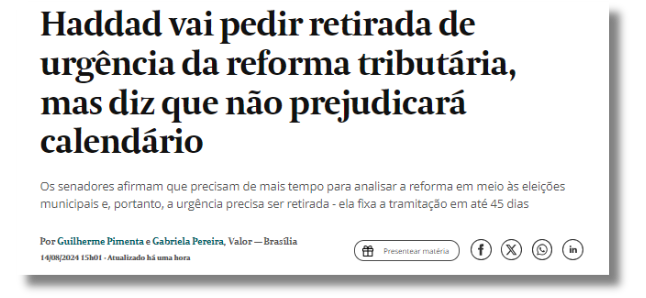 Haddad vai pedir retirada de
urgência da reforma tributária,
mas diz que não prejudicará
calendário
Os senadores afirmam que precisam de mais tempo para analisar a reforma em meio às eleições
municipais e, portanto, a urgência precisa ser retirada - ela fixa a tramitação em até 45 dias
Por Guilherme Pimenta e Gabriela Pereira, Valor — Brasília
14/08/2024 15h01 · Atualizado há uma hora
Presentear matéria